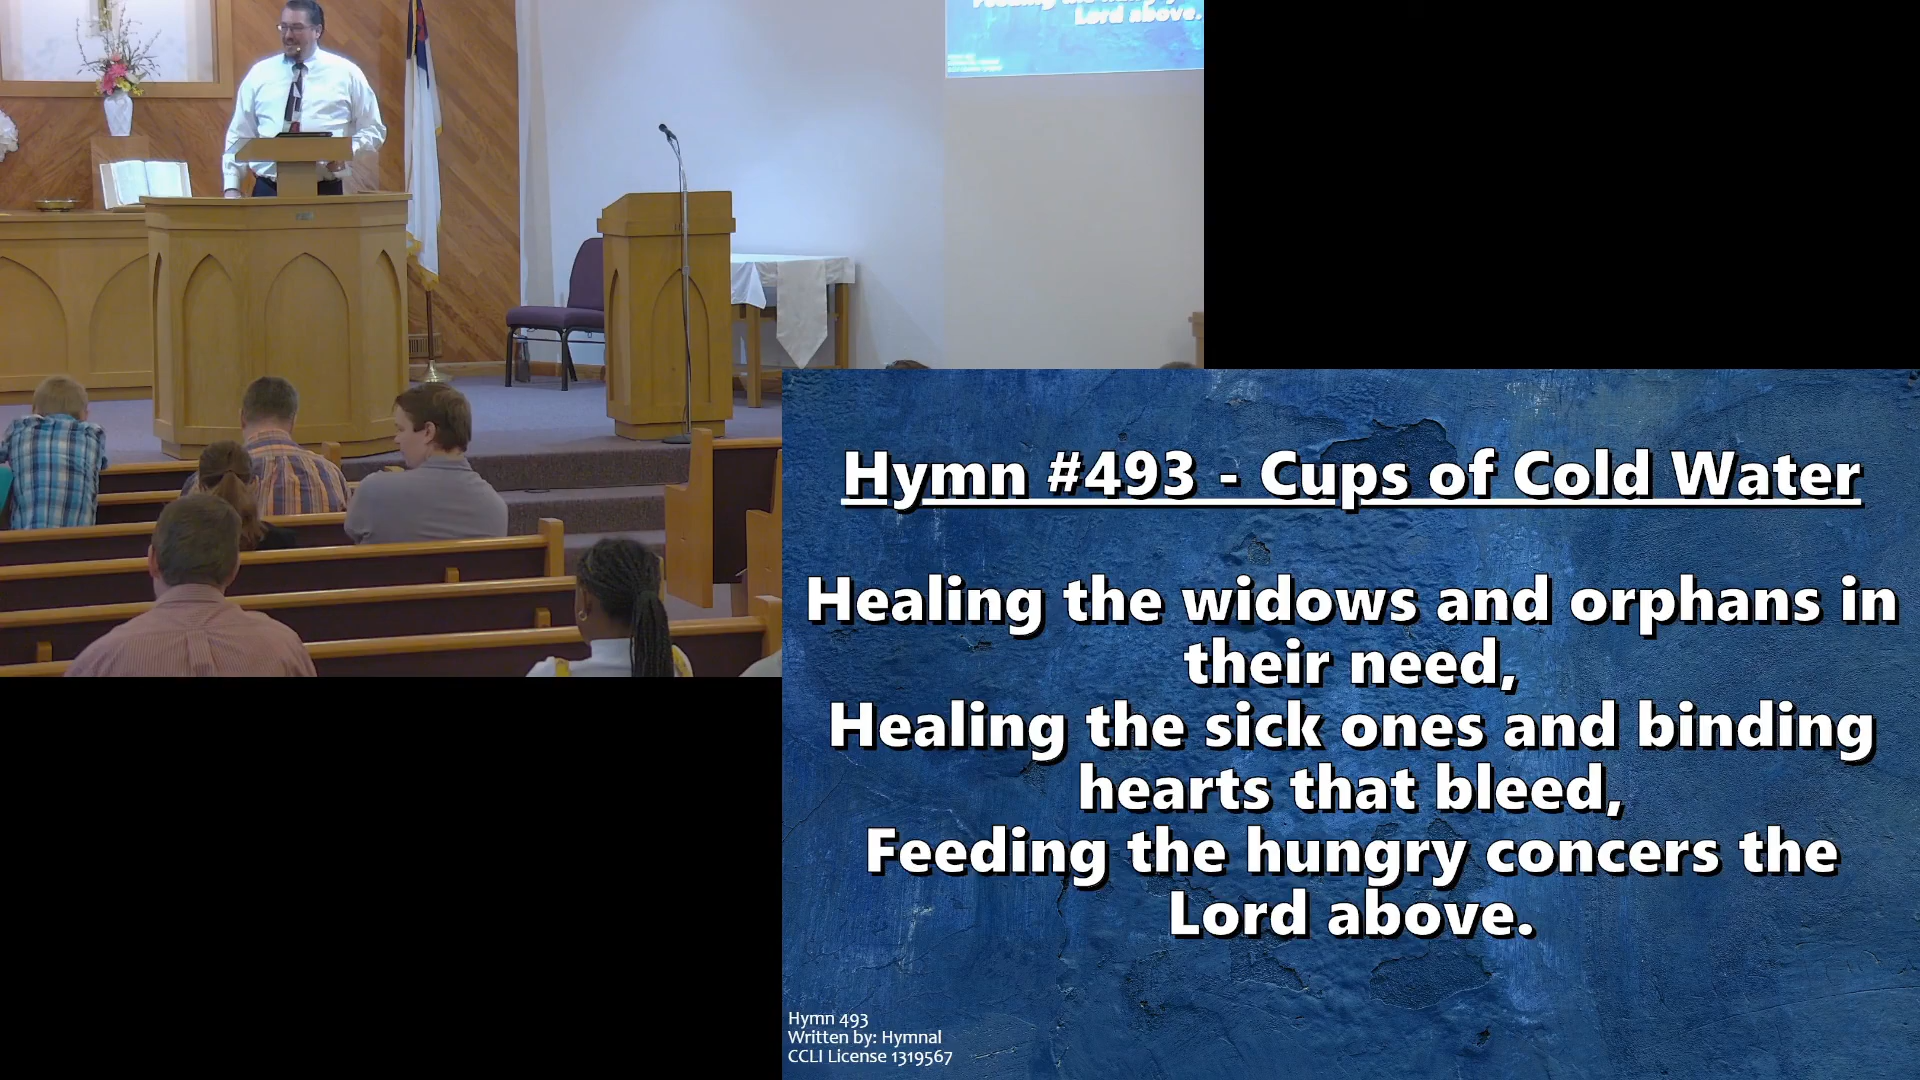 Lord above.
Hymn #493 - Cups of Cold Water
Healing the widows and orphans in
their need,
Healing the sick ones and binding
hearts that bleed,
Feeding the hungry concers the
Lord above.
Hymn 493
Written by: Hymnal
CCLI License 1319567